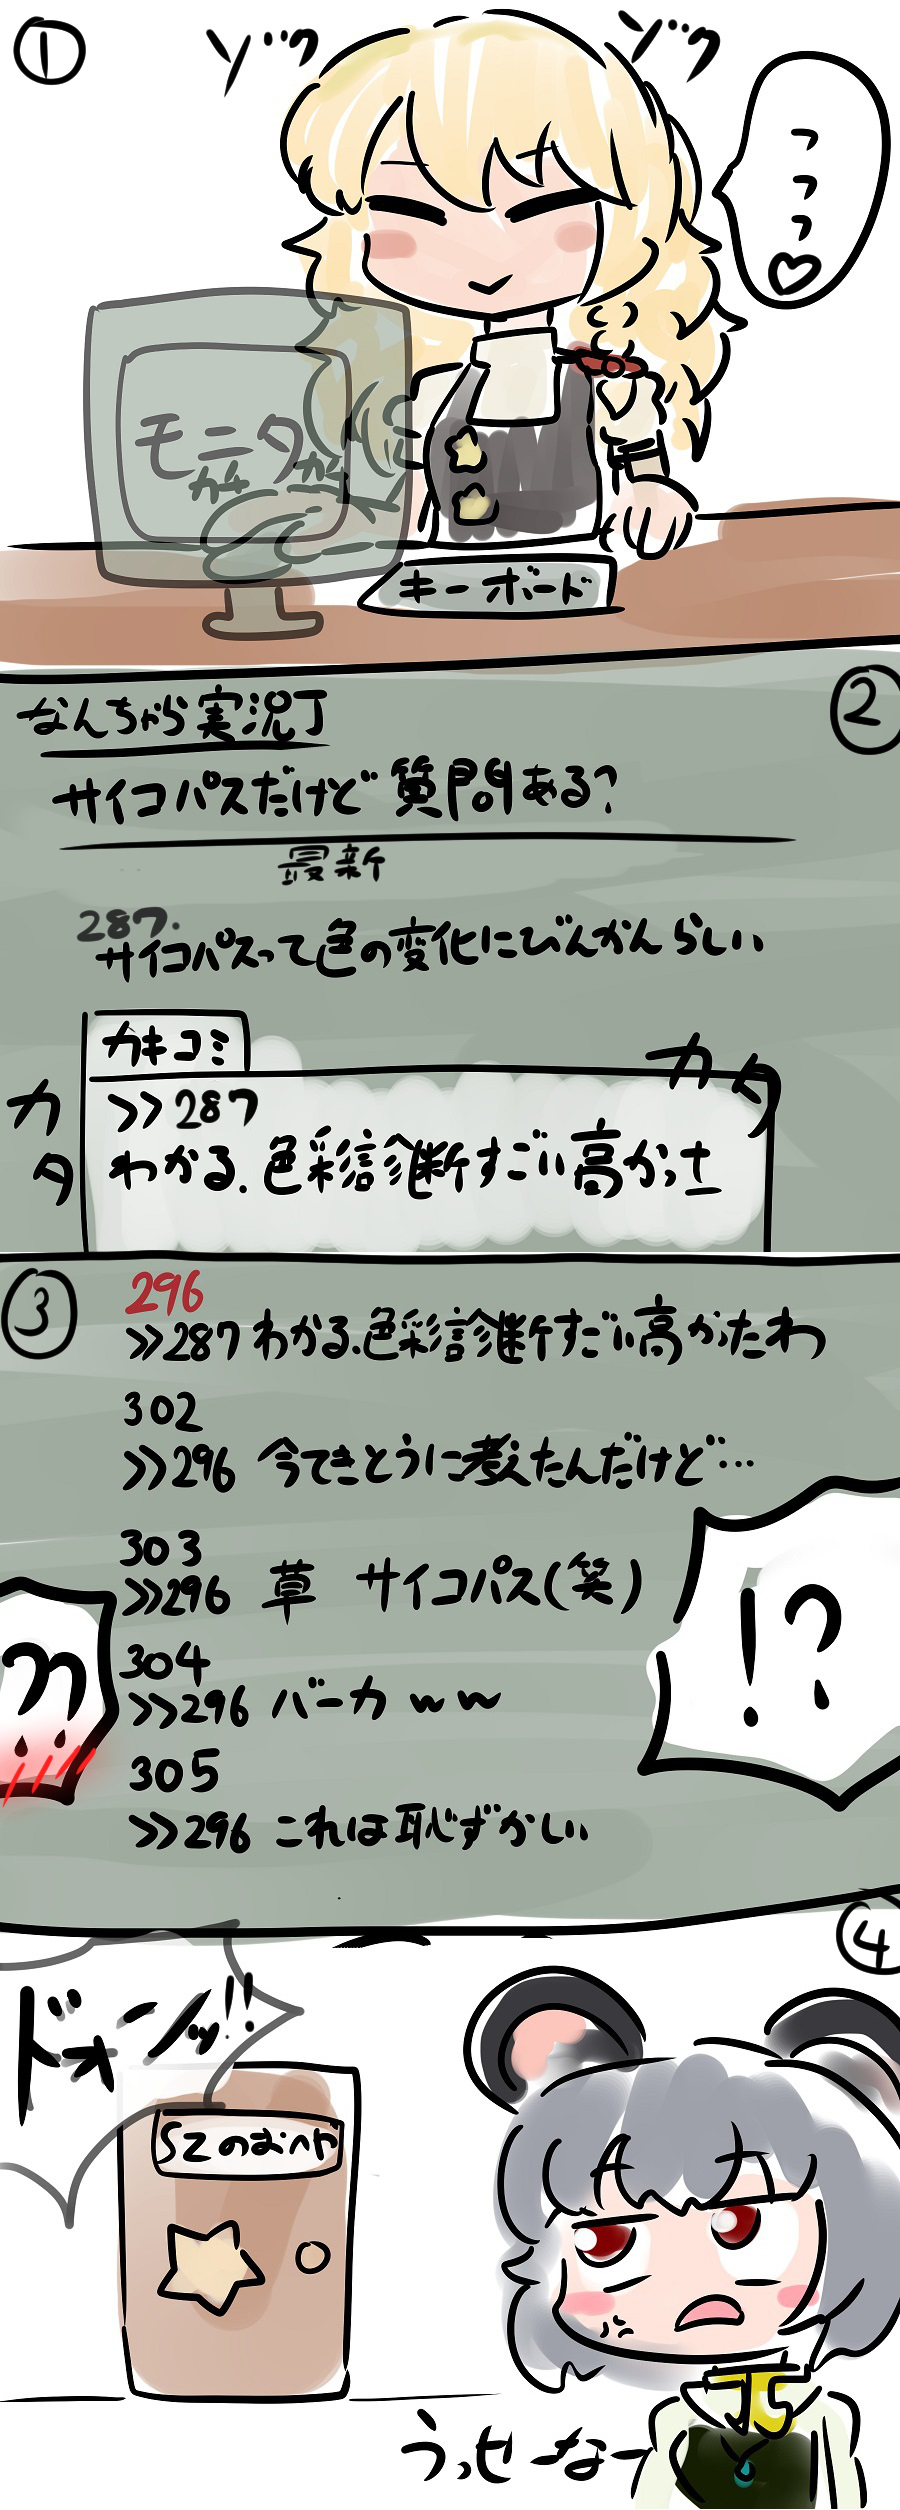 ①
ゾクゾク
フフフ♡
モニタ
カタカタ
キーボード
②
なんちゃら実況J
サイコパスだけど質問ある?
最新
287.
サイコパスって色の変化にびんかんらしい
カキコミ
カタ
カタ
>>287
わかる.色彩診断すごい高かった
③
296
>>287 わかる.色彩診断すごい高かったわ
302
>>296 今てきとうに考えたんだけど…
303
>>296 草 サイコパス(笑)
304
>>296 バーカww
305
>>296 これは恥ずかしい
!?
④
ドォーンッ!!
SZのおへや
うっせーなー